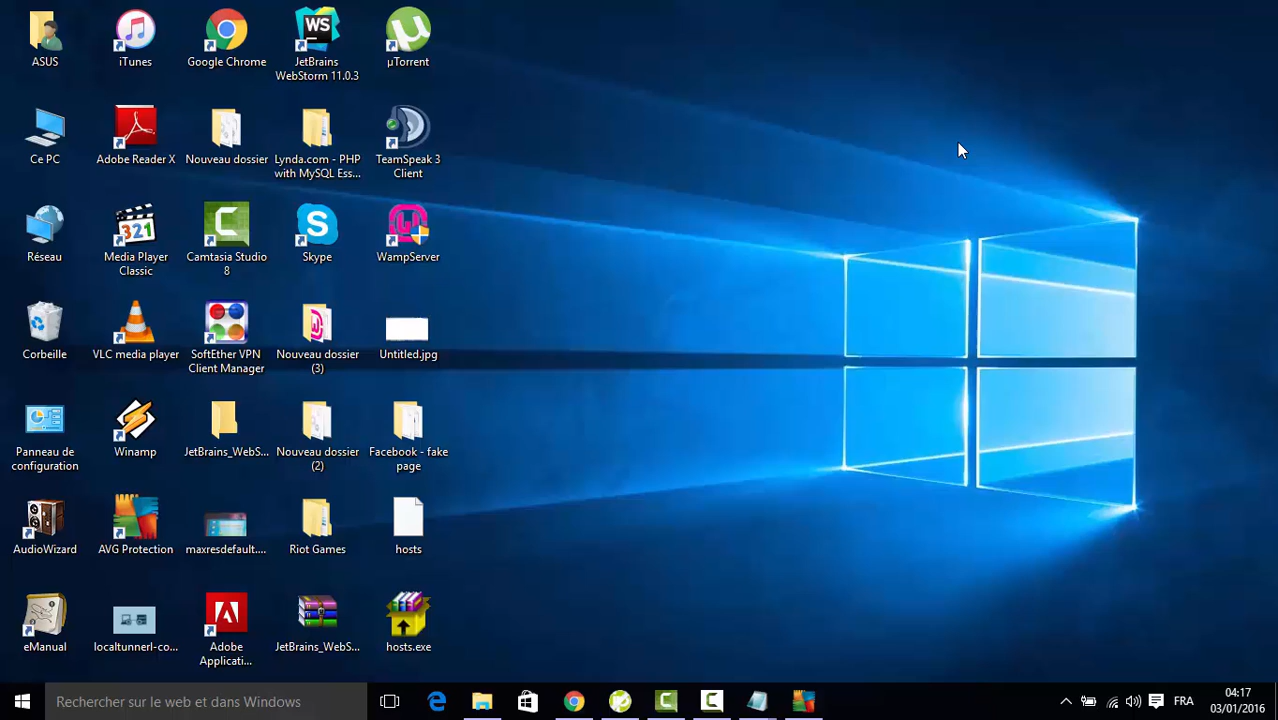 ASUS
iTunes
Google Chrome
WS
JetBrains
WebStorm 11.0.3
µTorrent
Ce PC
Adobe Reader X
Nouveau dossier
Lynda.com - PHP
with MySQL Ess...
TeamSpeak 3
Client
Réseau
321
Media Player
Classic
Camtasia Studio
8
Skype
WampServer
Corbeille
VLC media player
SoftEther VPN
Client Manager
Nouveau dossier
(3)
Untitled.jpg
Panneau de
configuration
Winamp
JetBrains_WebS...
Nouveau dossier
(2)
Facebook - fake
page
AudioWizard
AVG Protection
maxresdefault....
Riot Games
hosts
eManual
localtunnerl-co...
Adobe
Applicati...
JetBrains_WebS...
hosts.exe
Rechercher sur le web et dans Windows
FRA
04:17
03/01/2016